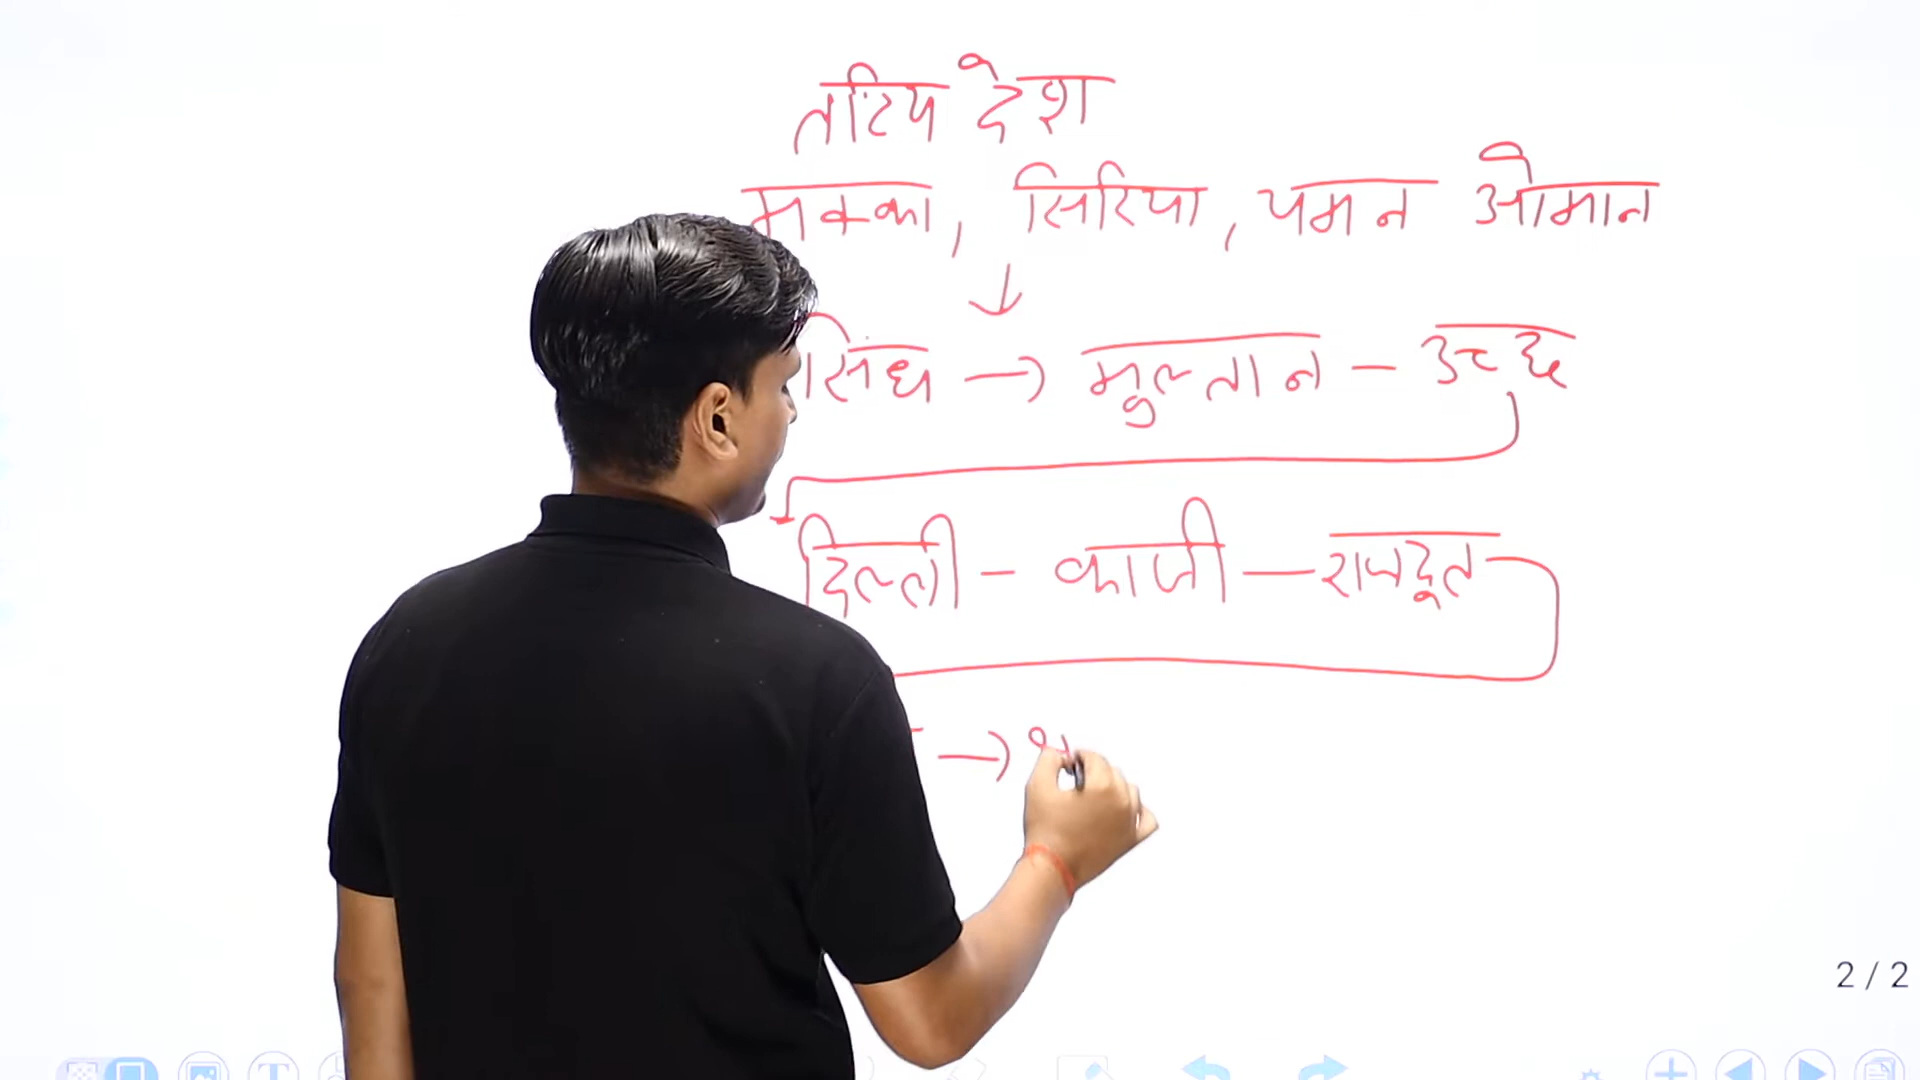 तटिय देश
मक्का, सिरिया, यमन ओमान
↓
सिंध → मुल्तान - उच्छ
दिल्ली - काजी - राजदूत
→
2 / 2